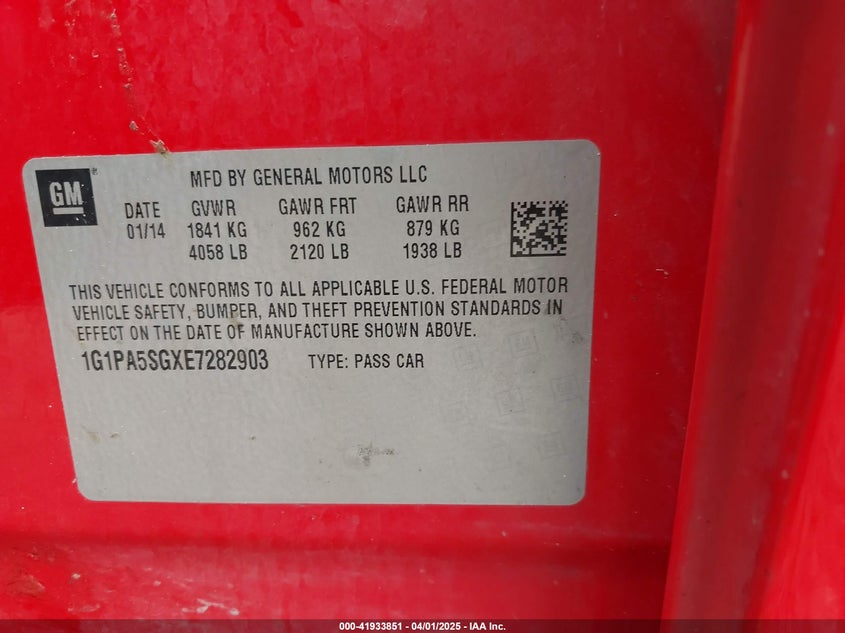 GM
MFD BY GENERAL MOTORS LLC
DATE GVWR GAWR FRT GAWR RR
01/14 1841 KG 962 KG 879 KG
4058 LB 2120 LB 1938 LB
THIS VEHICLE CONFORMS TO ALL APPLICABLE U.S. FEDERAL MOTOR
VEHICLE SAFETY, BUMPER, AND THEFT PREVENTION STANDARDS IN
EFFECT ON THE DATE OF MANUFACTURE SHOWN ABOVE.
1G1PA5SGXE7282903 TYPE: PASS CAR
000-41933851 - 04/01/2025 - IAA Inc.